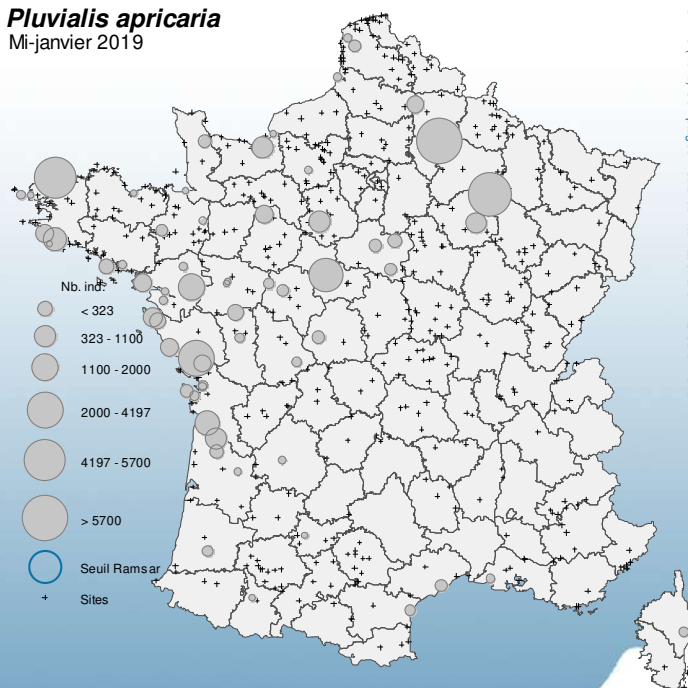 Pluvialis apricaria
Mi-janvier 2019
Nb. ind.
< 323
323 - 1100
1100 - 2000
2000 - 4197
4197 - 5700
> 5700
Seuil Ramsar
Sites